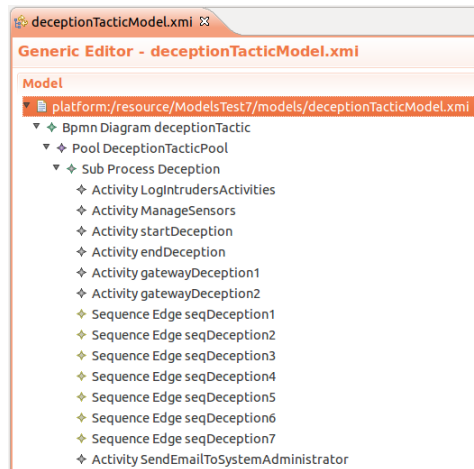 deceptionTacticModel.xmi
Generic Editor - deceptionTacticModel.xmi
Model
platform:/resource/ModelsTest7/models/deceptionTacticModel.xmi
Bpmn Diagram deceptionTactic
Pool DeceptionTacticPool
Sub Process Deception
Activity LogIntrudersActivities
Activity ManageSensors
Activity startDeception
Activity endDeception
Activity gatewayDeception1
Activity gatewayDeception2
Sequence Edge seqDeception1
Sequence Edge seqDeception2
Sequence Edge seqDeception3
Sequence Edge seqDeception4
Sequence Edge seqDeception5
Sequence Edge seqDeception6
Sequence Edge seqDeception7
Activity SendEmailToSystemAdministrator